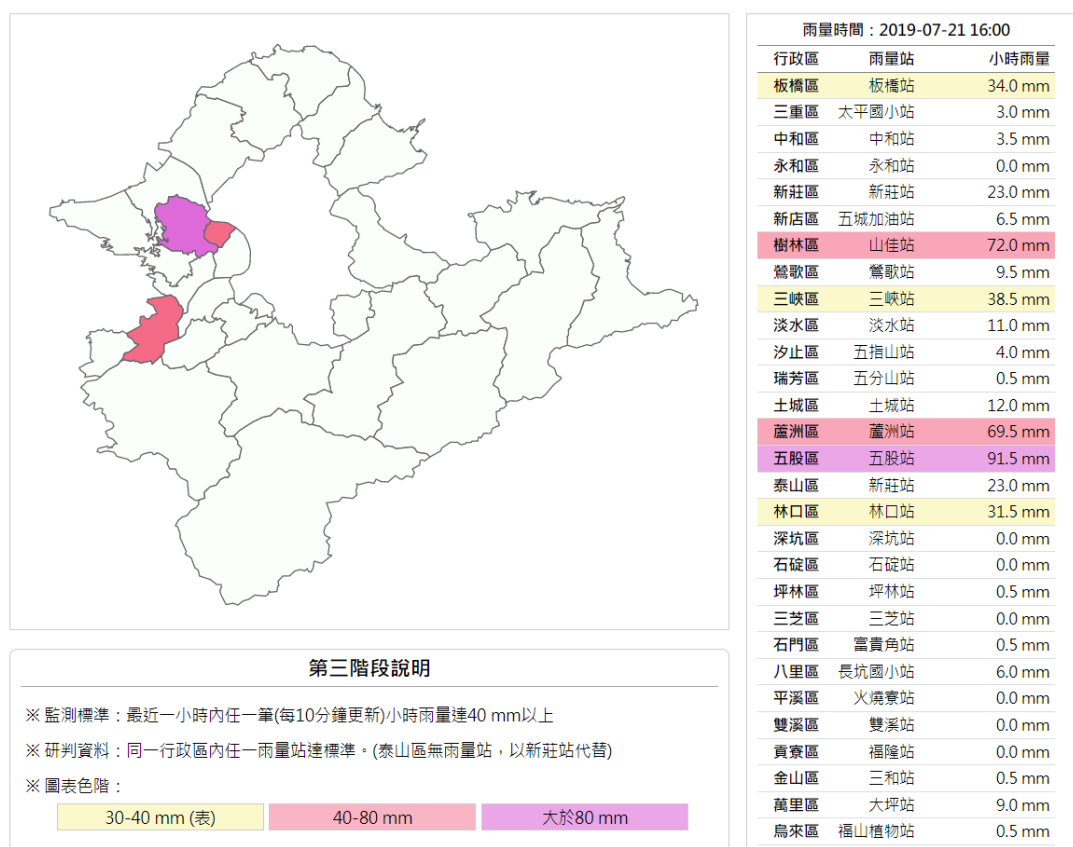 雨量時間：2019-07-21 16:00
行政區 雨量站 小時雨量
板橋區 板橋站 34.0 mm
三重區 太平國小站 3.0 mm
中和區 中和站 3.5 mm
永和區 永和站 0.0 mm
新莊區 新莊站 23.0 mm
新店區 五城加油站 6.5 mm
樹林區 山佳站 72.0 mm
鶯歌區 鶯歌站 9.5 mm
三峽區 三峽站 38.5 mm
淡水區 淡水站 11.0 mm
汐止區 五指山站 4.0 mm
瑞芳區 五分山站 0.5 mm
土城區 土城站 12.0 mm
蘆洲區 蘆洲站 69.5 mm
五股區 五股站 91.5 mm
泰山區 新莊站 23.0 mm
林口區 林口站 31.5 mm
深坑區 深坑站 0.0 mm
石碇區 石碇站 0.0 mm
坪林區 坪林站 0.5 mm
三芝區 三芝站 0.0 mm
石門區 富貴角站 0.5 mm
八里區 長坑國小站 6.0 mm
平溪區 火燒寮站 0.0 mm
雙溪區 雙溪站 0.0 mm
貢寮區 福隆站 0.0 mm
金山區 三和站 0.5 mm
萬里區 大坪站 9.0 mm
烏來區 福山植物站 0.5 mm
第三階段說明
※ 監測標準：最近一小時內任一筆(每10分鐘更新)小時雨量達40 mm以上
※ 研判資料：同一行政區內任一雨量站達標準。(泰山區無雨量站，以新莊站代替)
※ 圖表色階：
30-40 mm (表) 40-80 mm 大於80 mm